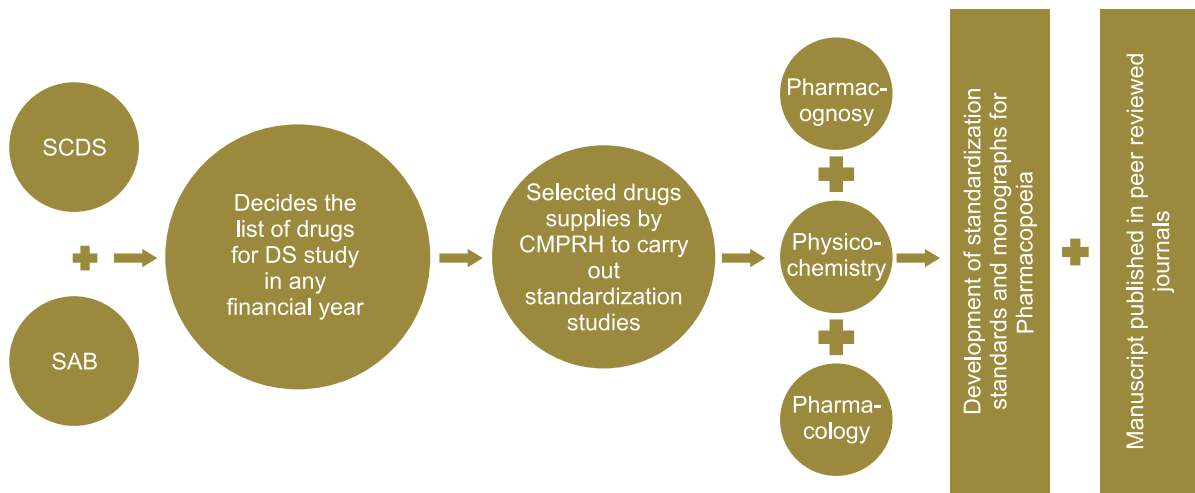 SCDS
SAB
Decides the
list of drugs
for DS study
in any
financial year
Selected drugs
supplies by
CMPRH to carry
out
standardization
studies
Pharmac-
ognosy
Physico-
chemistry
Pharma-
cology
Development of standardization
standards and monographs for
Pharmacopoeia
Manuscript published in peer reviewed
journals